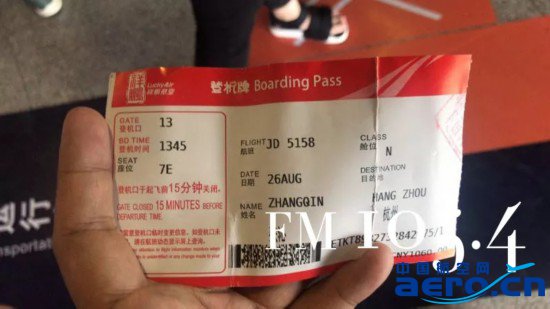 LuckyAir
祥鹏航空
登机牌 Boarding Pass
GATE 登机口 13
BD TIME 登机时间 1345
SEAT 座位 7E
登机口于起飞前15分钟关闭.
GATE CLOSED 15 MINUTES BEFORE
DEPARTURE TIME.
FLIGHT 航班 JD 5158
CLASS 舱位 N
DATE 日期 26AUG
DESTINATION 目的地
NAME 姓名 ZHANGQIN
HANG ZHOU
杭州
FM 105.4
中国航空网
aero.cn